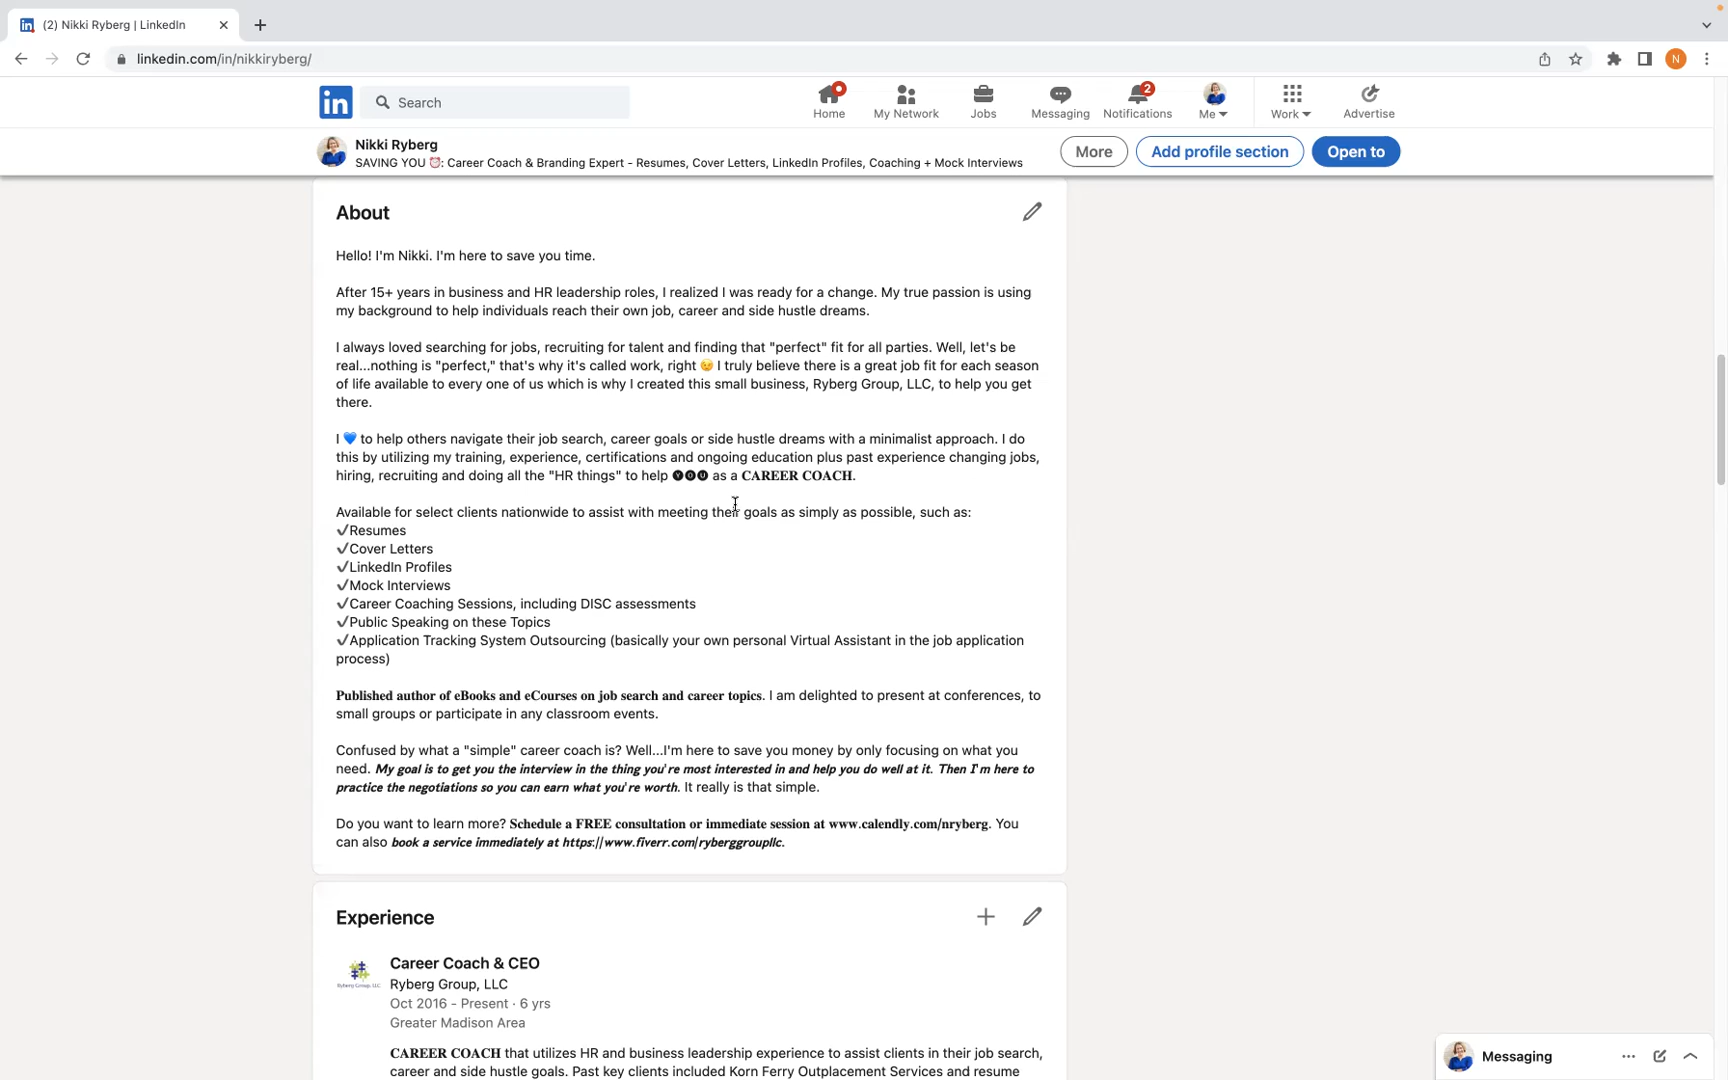 (2) Nikki Ryberg | LinkedIn
linkedin.com/in/nikkiryberg/
N
in
Search
Home
My Network
Jobs
Messaging
2
Notifications
Me
Work
Advertise
Nikki Ryberg
SAVING YOU ⏰: Career Coach & Branding Expert - Resumes, Cover Letters, LinkedIn Profiles, Coaching + Mock Interviews
More
Add profile section
Open to
About
Hello! I'm Nikki. I'm here to save you time.
After 15+ years in business and HR leadership roles, I realized I was ready for a change. My true passion is using
my background to help individuals reach their own job, career and side hustle dreams.
I always loved searching for jobs, recruiting for talent and finding that "perfect" fit for all parties. Well, let's be
real...nothing is "perfect," that's why it's called work, right 😉 I truly believe there is a great job fit for each season
of life available to every one of us which is why I created this small business, Ryberg Group, LLC, to help you get
there.
I 💙 to help others navigate their job search, career goals or side hustle dreams with a minimalist approach. I do
this by utilizing my training, experience, certifications and ongoing education plus past experience changing jobs,
hiring, recruiting and doing all the "HR things" to help 🅨🅞🅤 as a CAREER COACH.
Available for select clients nationwide to assist with meeting their goals as simply as possible, such as:
✔Resumes
✔Cover Letters
✔LinkedIn Profiles
✔Mock Interviews
✔Career Coaching Sessions, including DISC assessments
✔Public Speaking on these Topics
✔Application Tracking System Outsourcing (basically your own personal Virtual Assistant in the job application
process)
Published author of eBooks and eCourses on job search and career topics. I am delighted to present at conferences, to
small groups or participate in any classroom events.
Confused by what a "simple" career coach is? Well...I'm here to save you money by only focusing on what you
need. My goal is to get you the interview in the thing you're most interested in and help you do well at it. Then I'm here to
practice the negotiations so you can earn what you're worth. It really is that simple.
Do you want to learn more? Schedule a FREE consultation or immediate session at www.calendly.com/nryberg. You
can also book a service immediately at https://www.fiverr.com/ryberggroupllc.
Experience
Ryberg Group, LLC
Career Coach & CEO
Ryberg Group, LLC
Oct 2016 - Present · 6 yrs
Greater Madison Area
CAREER COACH that utilizes HR and business leadership experience to assist clients in their job search,
career and side hustle goals. Past key clients included Korn Ferry Outplacement Services and resume
Messaging